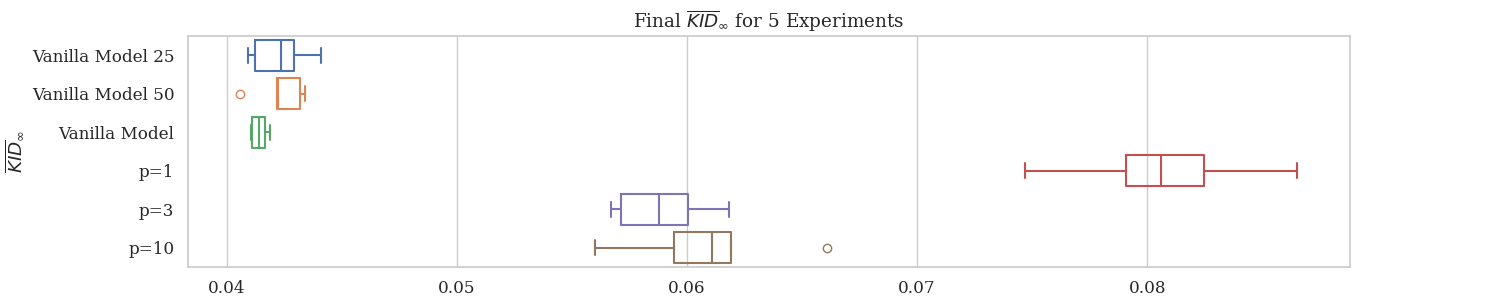 Final $\overline{KID}_\infty$ for 5 Experiments
$\overline{KID}_\infty$
Vanilla Model 25
Vanilla Model 50
Vanilla Model
p=1
p=3
p=10
0.04 0.05 0.06 0.07 0.08